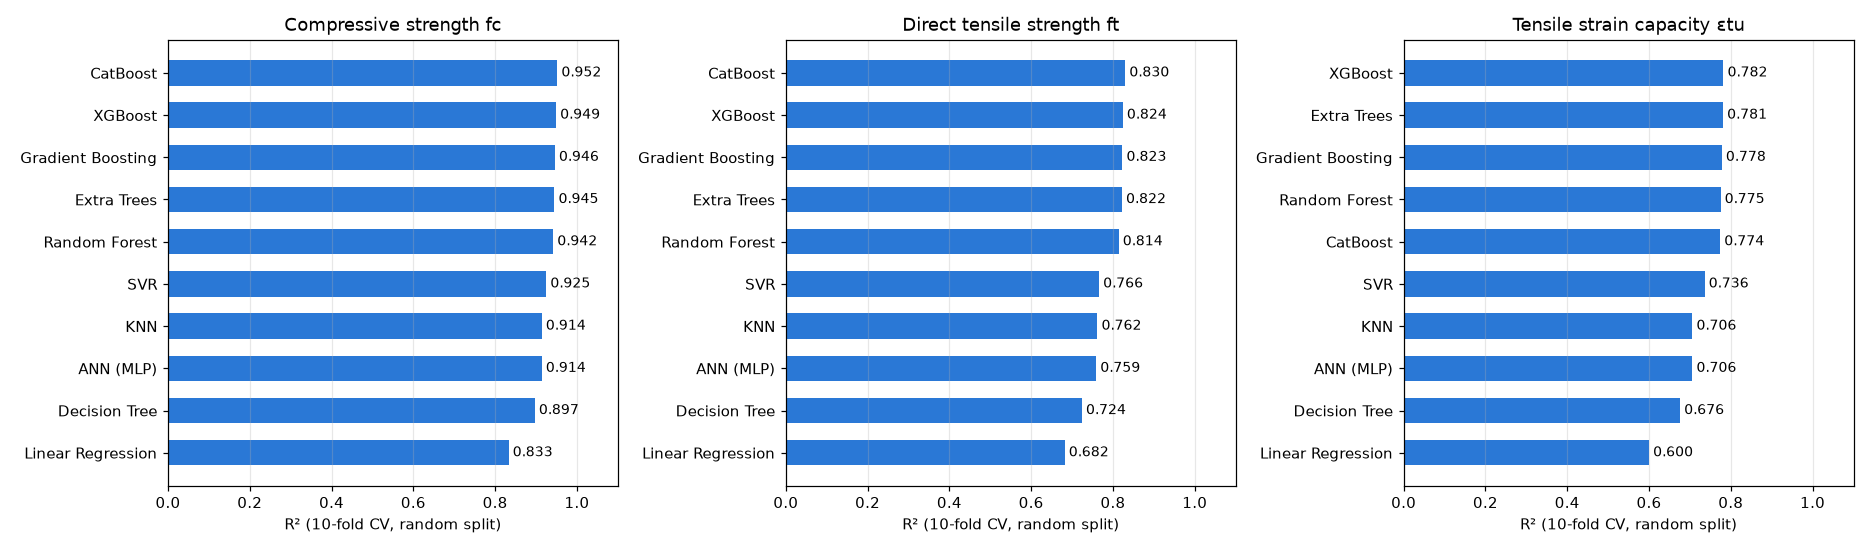 Compressive strength fc
CatBoost 0.952
XGBoost 0.949
Gradient Boosting 0.946
Extra Trees 0.945
Random Forest 0.942
SVR 0.925
KNN 0.914
ANN (MLP) 0.914
Decision Tree 0.897
Linear Regression 0.833
0.0 0.2 0.4 0.6 0.8 1.0
R² (10-fold CV, random split)
Direct tensile strength ft
CatBoost 0.830
XGBoost 0.824
Gradient Boosting 0.823
Extra Trees 0.822
Random Forest 0.814
SVR 0.766
KNN 0.762
ANN (MLP) 0.759
Decision Tree 0.724
Linear Regression 0.682
0.0 0.2 0.4 0.6 0.8 1.0
R² (10-fold CV, random split)
Tensile strain capacity εtu
XGBoost 0.782
Extra Trees 0.781
Gradient Boosting 0.778
Random Forest 0.775
CatBoost 0.774
SVR 0.736
KNN 0.706
ANN (MLP) 0.706
Decision Tree 0.676
Linear Regression 0.600
0.0 0.2 0.4 0.6 0.8 1.0
R² (10-fold CV, random split)